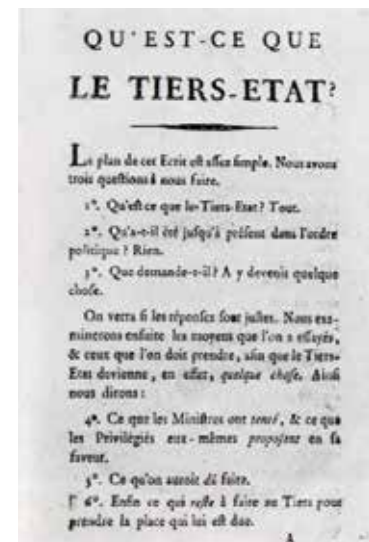 QU'EST-CE QUE
LE TIERS-ETAT?
Le plan de cet Ecrit est assez simple. Nous avons
trois questions à nous faire.
1°. Qu'est ce que le-Tiers-Etat? Tout.
2°. Qu'a-t-il été jusqu'à présent dans l'ordre
politique ? Rien.
3°. Que demande-t-il? A y devenir quelque
chose.
On verra si les réponses sont justes. Nous exa-
minerons ensuite les moyens que l'on a essayés,
& ceux que l'on doit prendre, afin que le Tiers-
Etat devienne, en effet, quelque chose. Ainsi
nous dirons :
4°. Ce que les Ministres ont tenté, & ce que
les Privilégiés eux-mêmes proposent en sa
faveur.
5°. Ce qu'on auroit dû faire.
6°. Enfin ce qui reste à faire au Tiers pour
prendre la place qui lui est due.
A